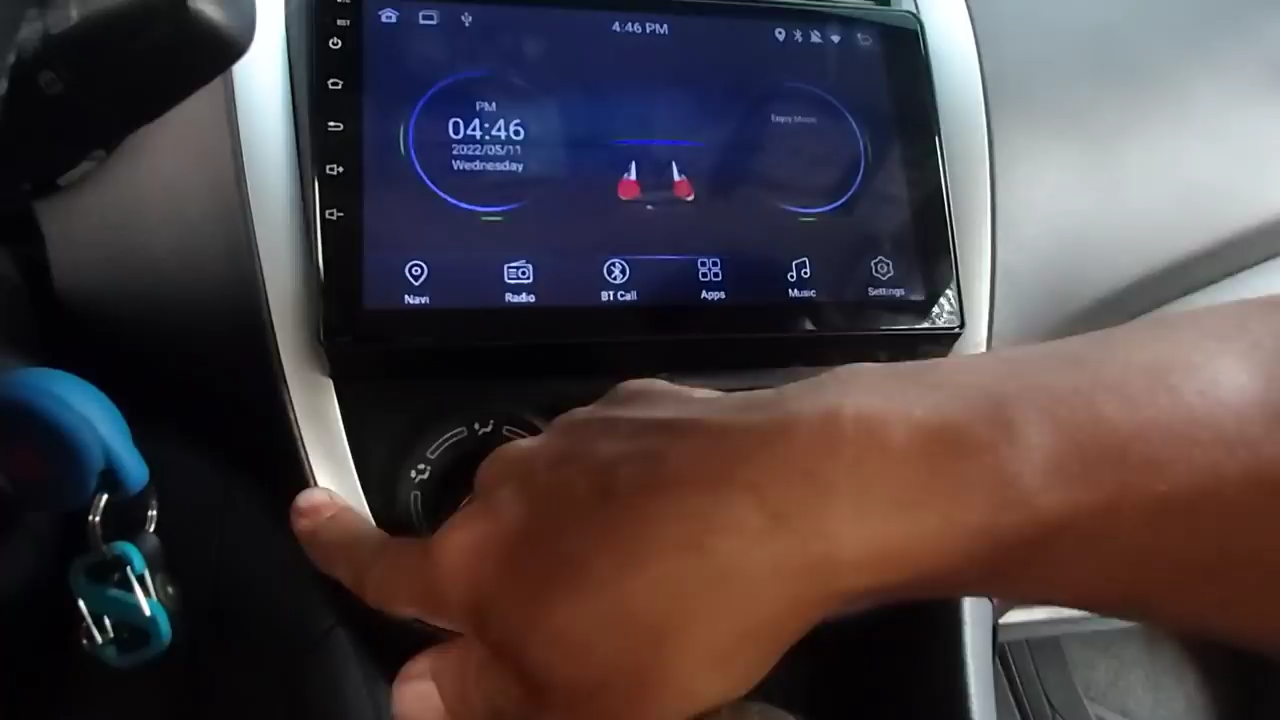 RST
4:46 PM
PM
04:46
2022/05/11
Wednesday
Enjoy Music
Navi
Radio
BT Call
Apps
Music
Settings